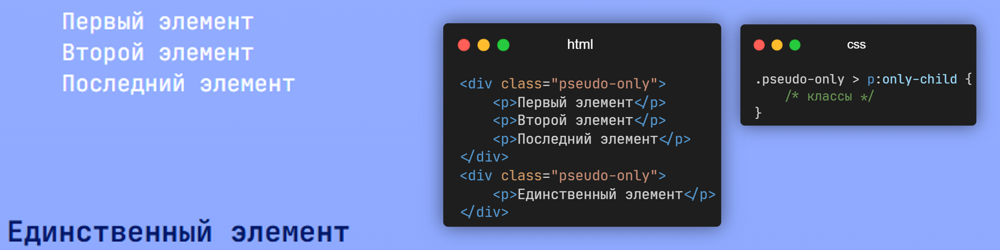 Первый элемент
Второй элемент
Последний элемент
Единственный элемент
html
<div class="pseudo-only">
    <p>Первый элемент</p>
    <p>Второй элемент</p>
    <p>Последний элемент</p>
</div>
<div class="pseudo-only">
    <p>Единственный элемент</p>
</div>
css
.pseudo-only > p:only-child {
    /* классы */
}